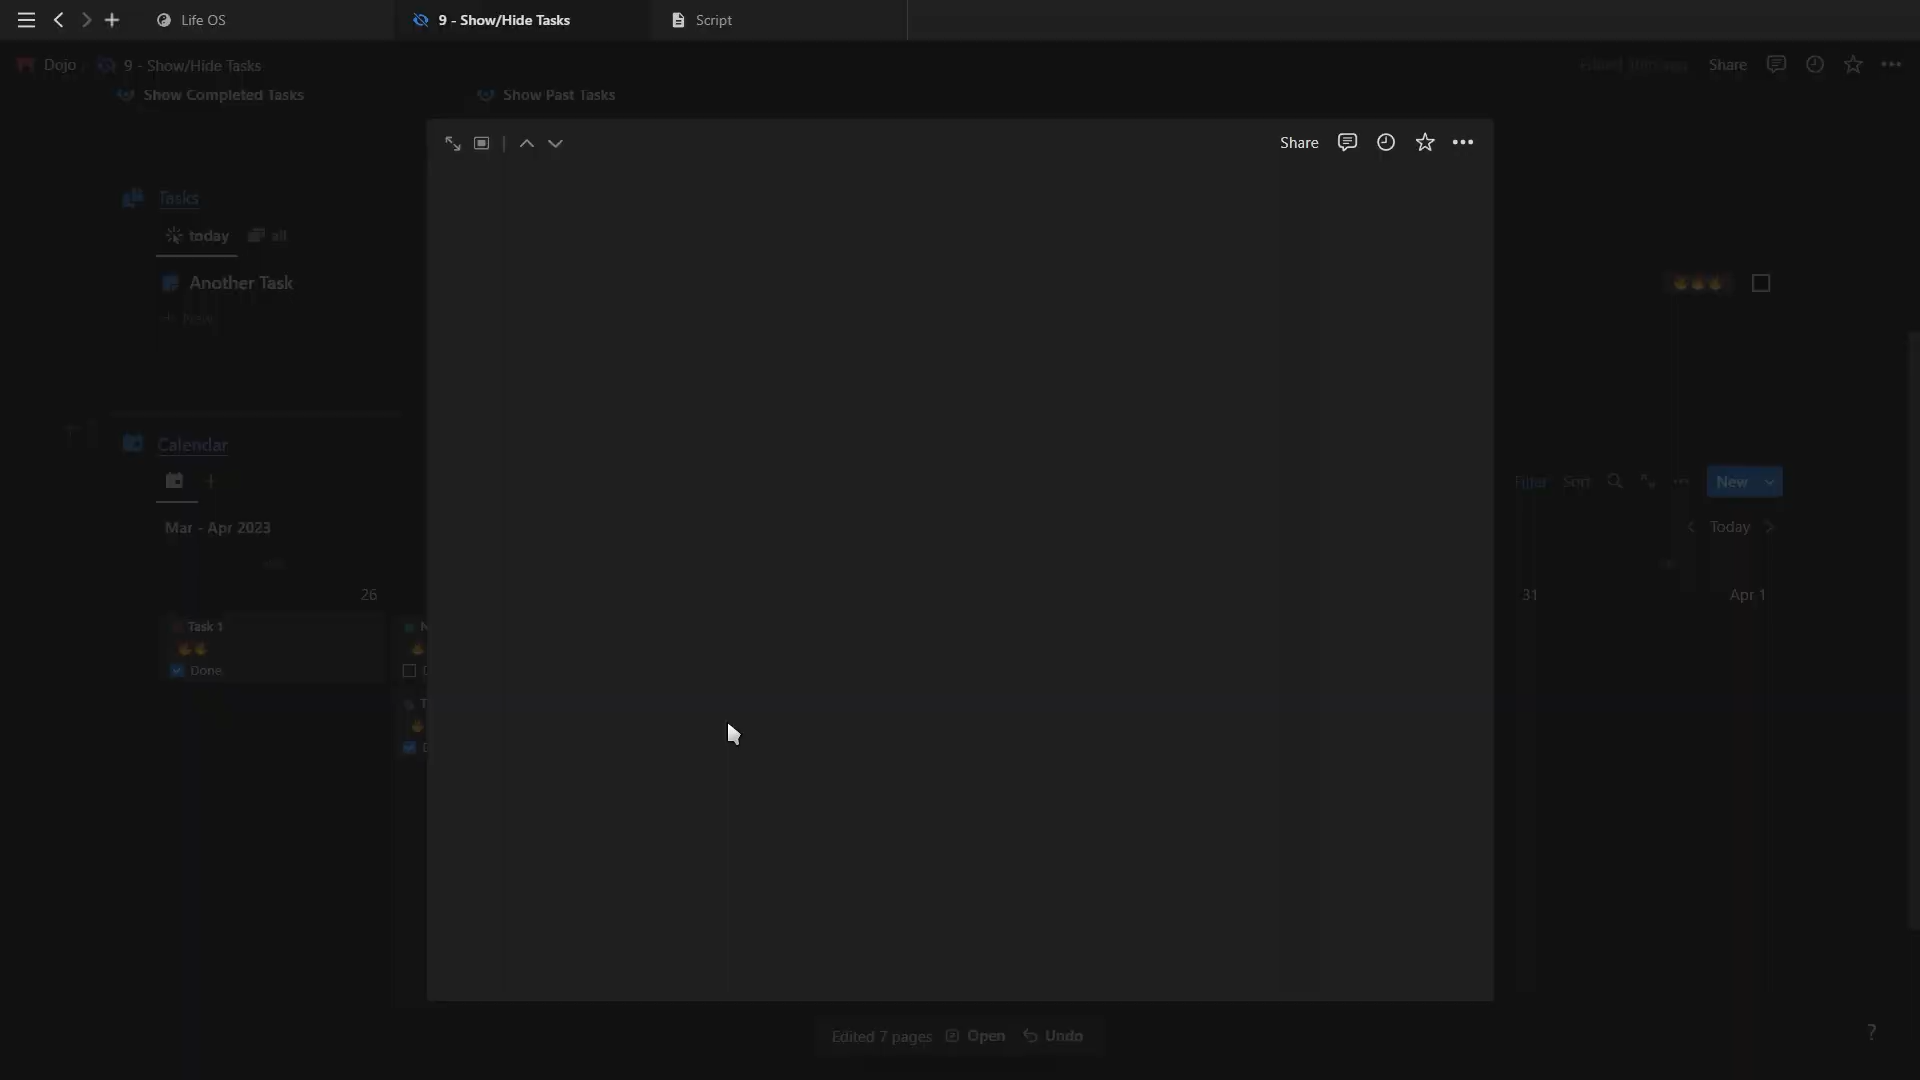 Life OS
9 - Show/Hide Tasks
Script
Dojo
9 - Show/Hide Tasks
Share
Show Completed Tasks
Show Past Tasks
Share
Tasks
today
all
Another Task
New
Calendar
Filter
Sort
New
Mar - Apr 2023
Today
26
31
Apr 1
Task 1
Done
Edited 7 pages
Open
Undo
?